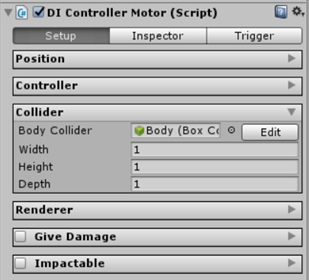 DI Controller Motor (Script)
Setup Inspector Trigger
Position
Controller
Collider
Body Collider Body (Box Co Edit
Width 1
Height 1
Depth 1
Renderer
Give Damage
Impactable